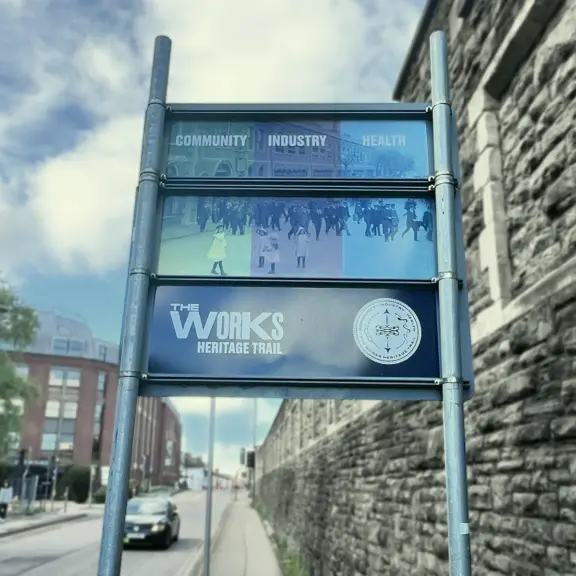 COMMUNITY INDUSTRY HEALTH
THE
WORKS
HERITAGE TRAIL